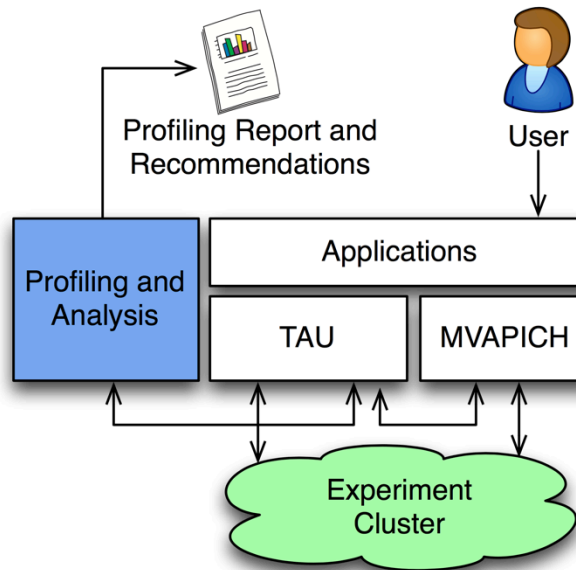 Profiling Report and
Recommendations
User
Applications
Profiling and
Analysis
TAU
MVAPICH
Experiment
Cluster